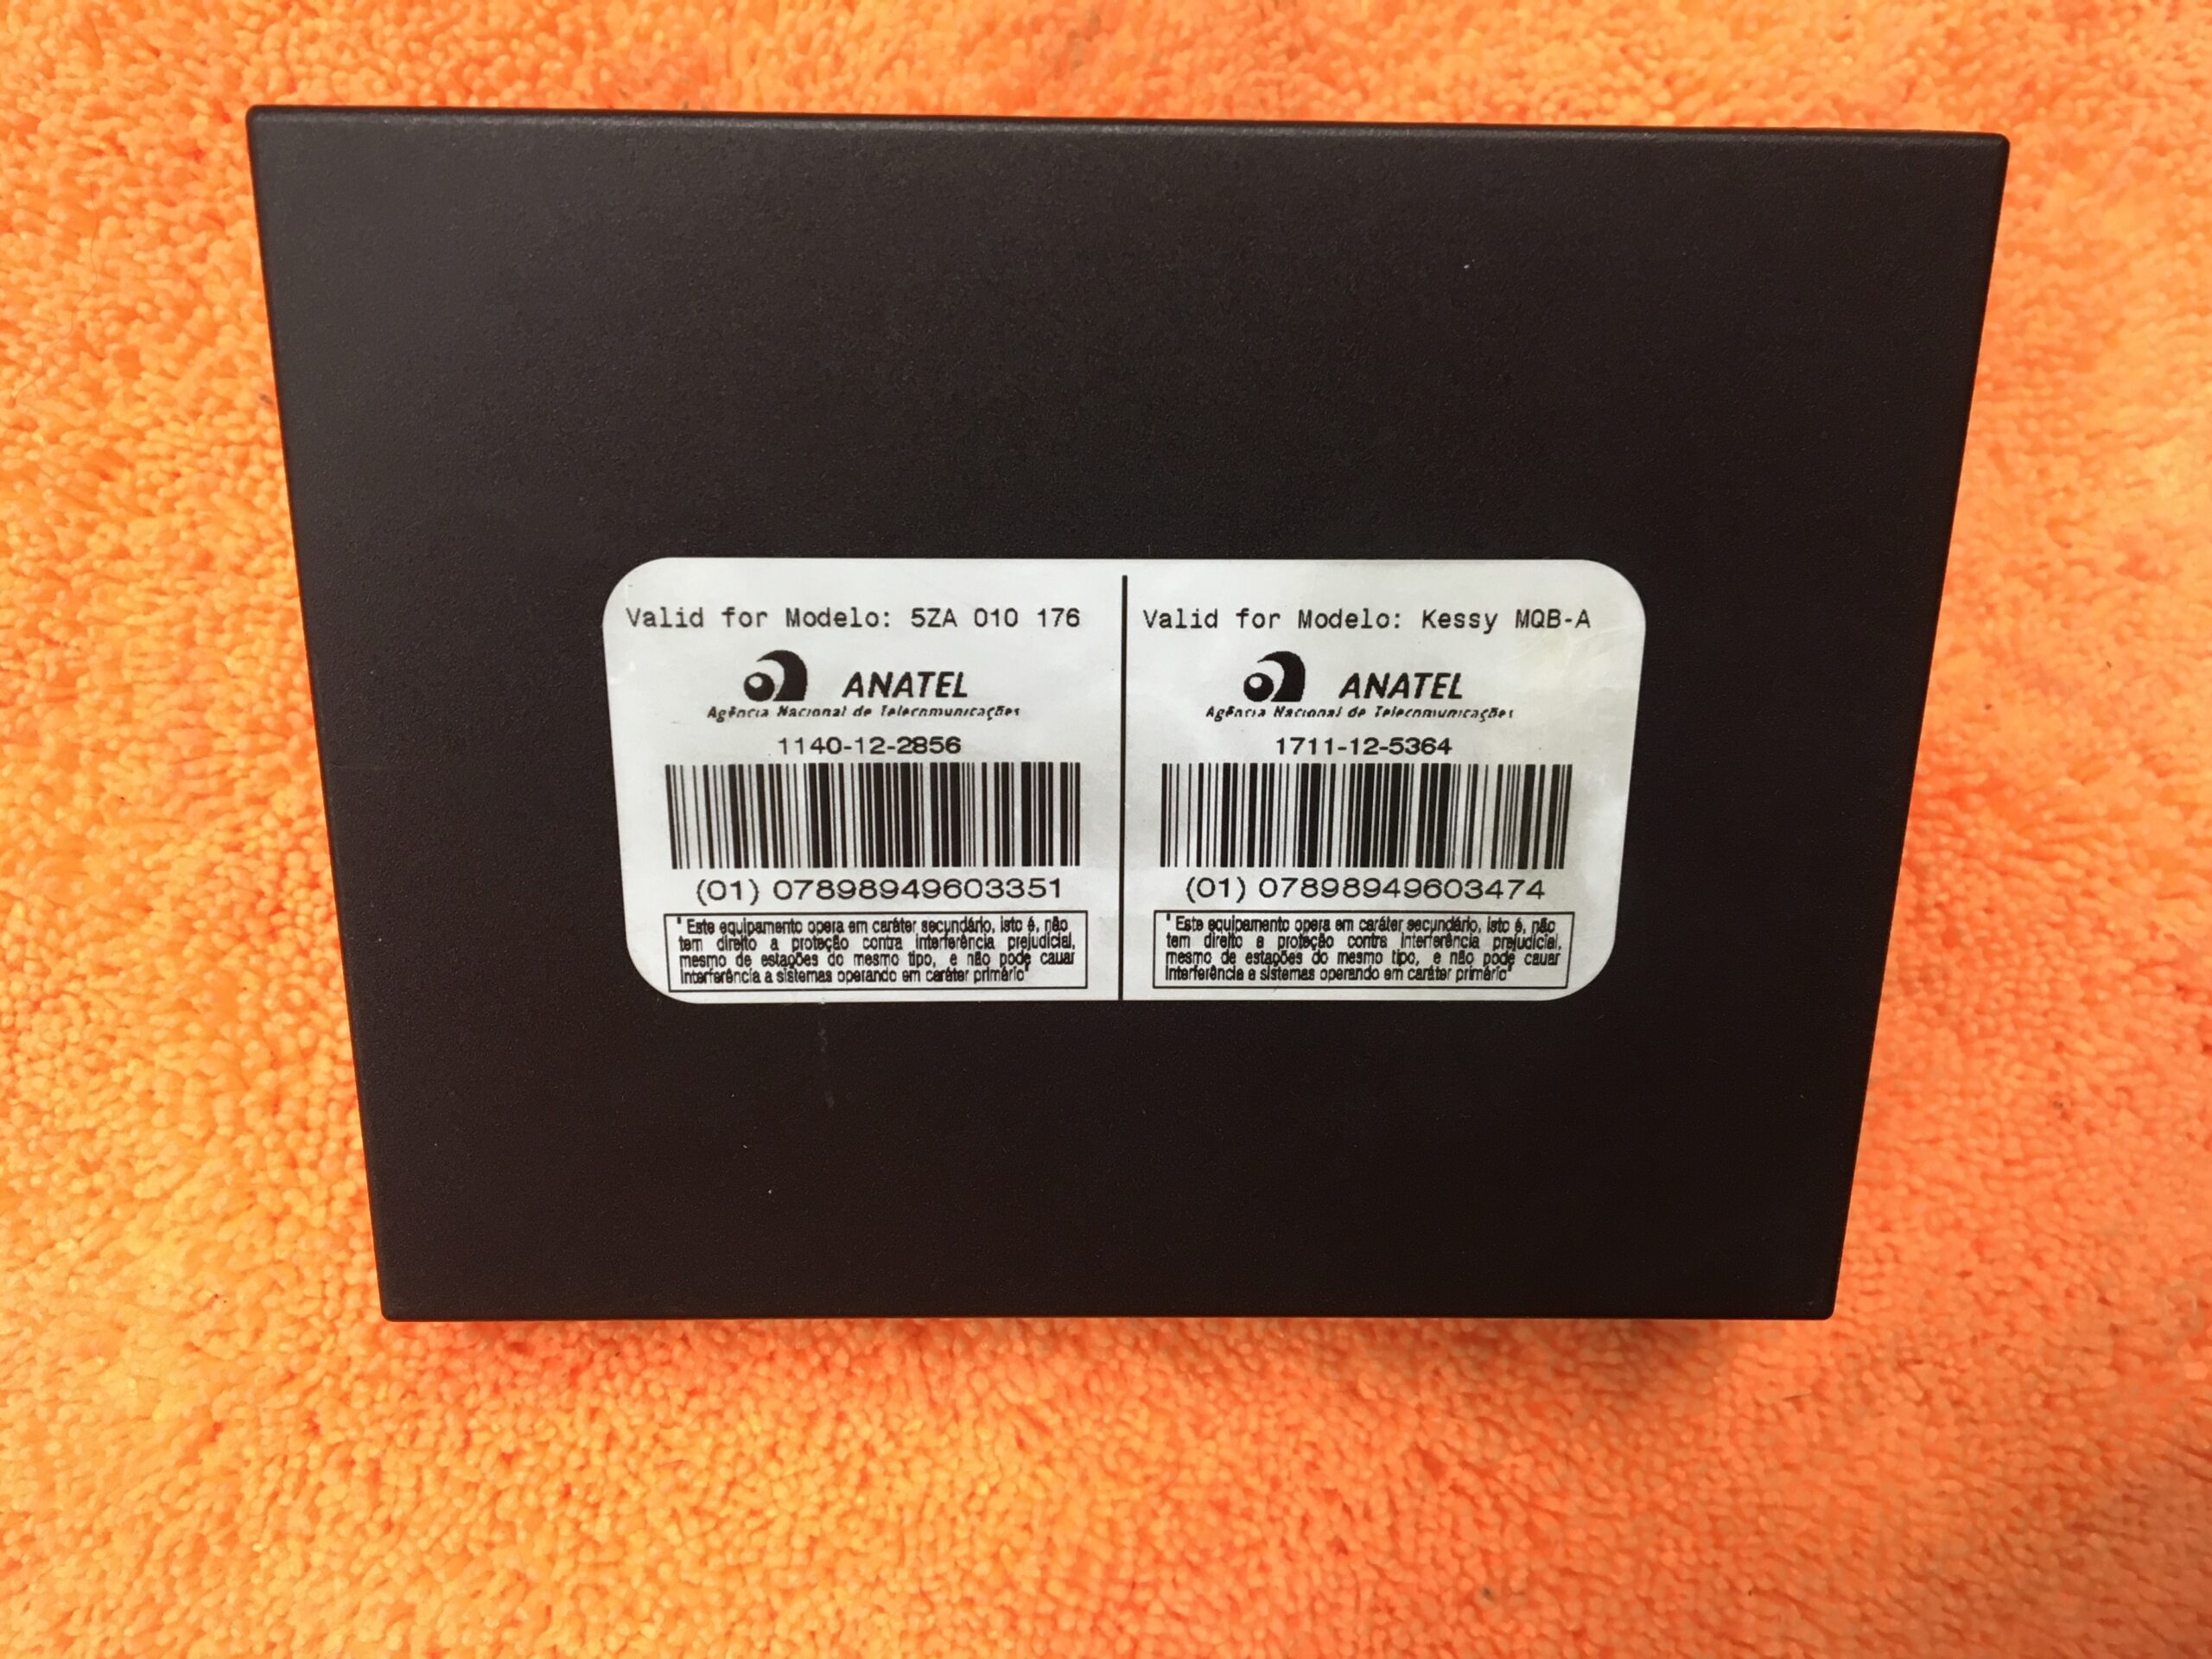 Valid for Modelo: 5ZA 010 176
ANATEL
Agência Nacional de Telecomunicações
1140-12-2856
(01) 07898949603351
"Este equipamento opera em caráter secundário, isto é, não
tem direito a proteção contra interferência prejudicial,
mesmo de estações do mesmo tipo, e não pode cauar
interferência a sistemas operando em caráter primário"
Valid for Modelo: Kessy MQB-A
ANATEL
Agência Nacional de Telecomunicações
1711-12-5364
(01) 07898949603474
"Este equipamento opera em caráter secundário, isto é, não
tem direito a proteção contra interferência prejudicial,
mesmo de estações do mesmo tipo, e não pode cauar
interferência a sistemas operando em caráter primário"